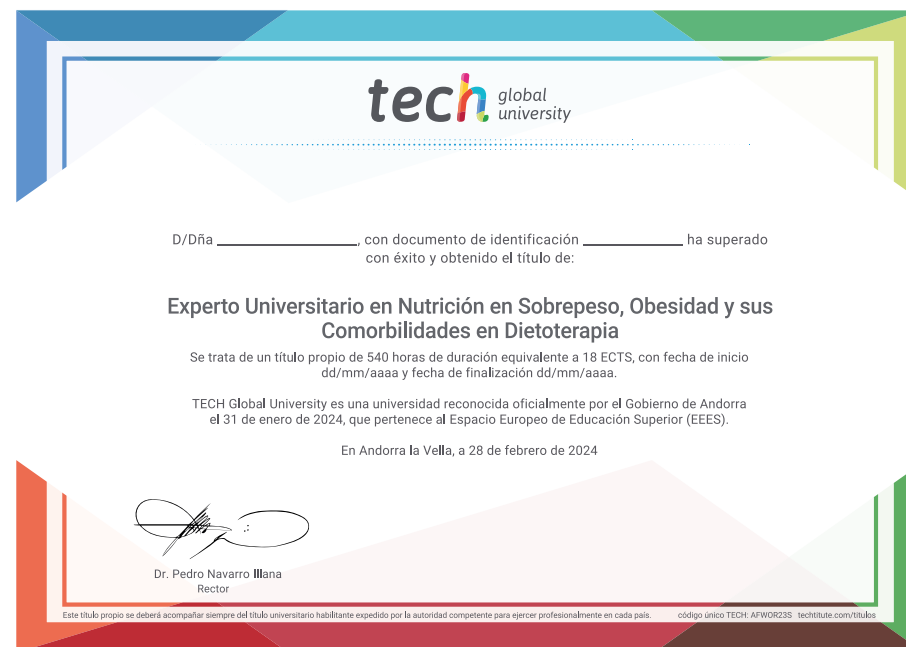 tech global university
D/Dña ____________________, con documento de identificación ______________ ha superado
con éxito y obtenido el título de:
Experto Universitario en Nutrición en Sobrepeso, Obesidad y sus
Comorbilidades en Dietoterapia
Se trata de un título propio de 540 horas de duración equivalente a 18 ECTS, con fecha de inicio
dd/mm/aaaa y fecha de finalización dd/mm/aaaa.
TECH Global University es una universidad reconocida oficialmente por el Gobierno de Andorra
el 31 de enero de 2024, que pertenece al Espacio Europeo de Educación Superior (EEES).
En Andorra la Vella, a 28 de febrero de 2024
Dr. Pedro Navarro Illana
Rector
Este título propio se deberá acompañar siempre del título universitario habilitante expedido por la autoridad competente para ejercer profesionalmente en cada país. código único TECH: AFWOR23S techtitute.com/titulos